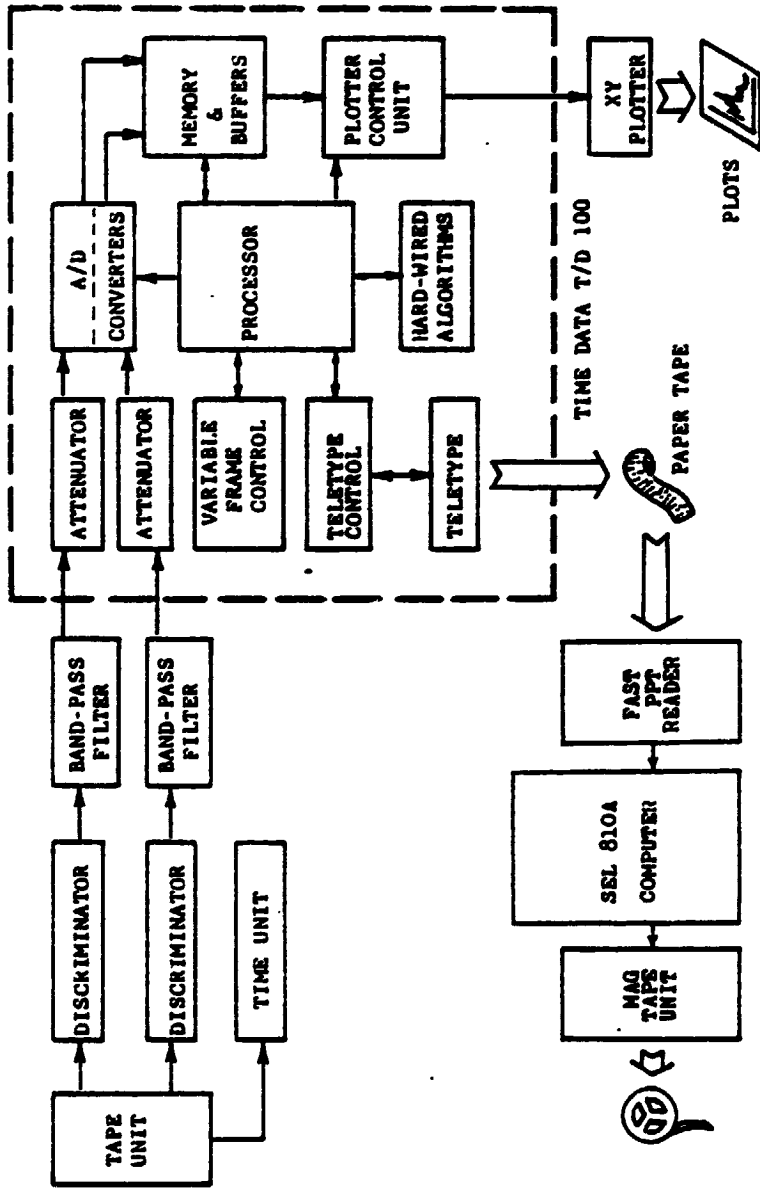 TAPE
UNIT
DISCRIMINATOR
DISCRIMINATOR
TIME UNIT
BAND-PASS
FILTER
BAND-PASS
FILTER
ATTENUATOR
ATTENUATOR
VARIABLE
FRAME
CONTROL
TELETYPE
CONTROL
TELETYPE
A/D
CONVERTERS
PROCESSOR
HARD-WIRED
ALGORITHMS
MEMORY
&
BUFFERS
PLOTTER
CONTROL
UNIT
TIME DATA T/D 100
XY
PLOTTER
PLOTS
PAPER TAPE
FAST
PPT
READER
SEL 810A
COMPUTER
MAG
TAPE
UNIT